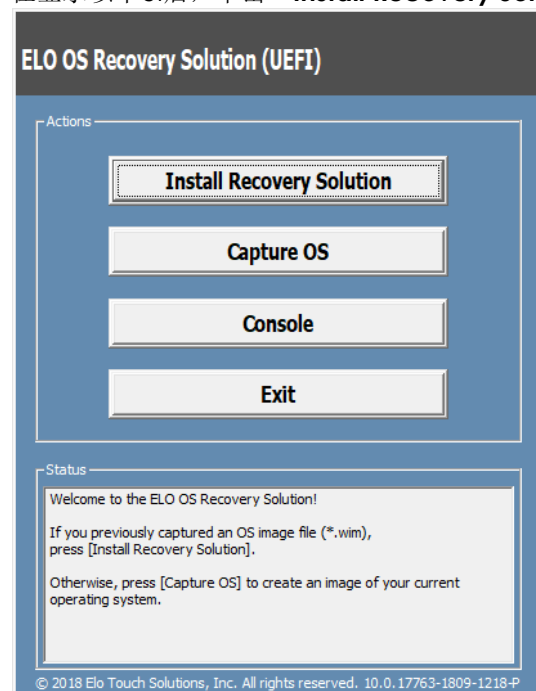 ELO OS Recovery Solution (UEFI)
Actions
Install Recovery Solution
Capture OS
Console
Exit
Status
Welcome to the ELO OS Recovery Solution!
If you previously captured an OS image file (*.wim),
press [Install Recovery Solution].
Otherwise, press [Capture OS] to create an image of your current
operating system.
© 2018 Elo Touch Solutions, Inc. All rights reserved. 10.0.17763-1809-1218-P